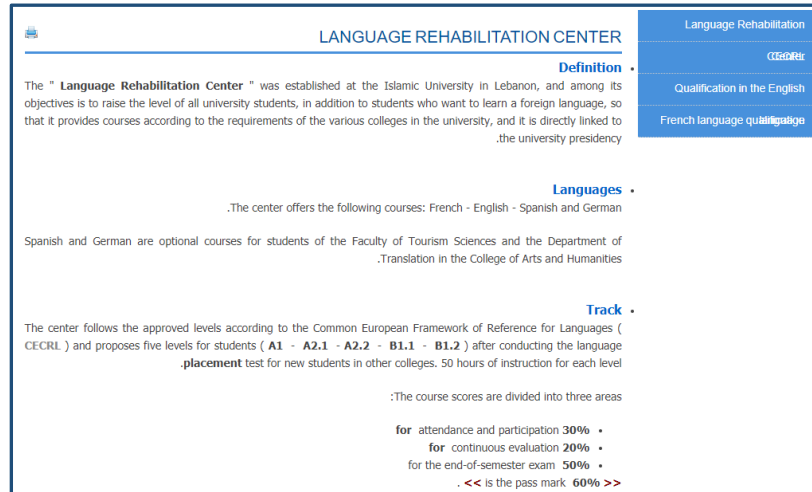 LANGUAGE REHABILITATION CENTER
Definition
The " Language Rehabilitation Center " was established at the Islamic University in Lebanon, and among its
objectives is to raise the level of all university students, in addition to students who want to learn a foreign language, so
that it provides courses according to the requirements of the various colleges in the university, and it is directly linked to
.the university presidency
Languages
.The center offers the following courses: French - English - Spanish and German
Spanish and German are optional courses for students of the Faculty of Tourism Sciences and the Department of
.Translation in the College of Arts and Humanities
Track
The center follows the approved levels according to the Common European Framework of Reference for Languages (
CECRL ) and proposes five levels for students ( A1 - A2.1 - A2.2 - B1.1 - B1.2 ) after conducting the language
.placement test for new students in other colleges. 50 hours of instruction for each level
:The course scores are divided into three areas
for attendance and participation 30%
for continuous evaluation 20%
for the end-of-semester exam 50%
. << is the pass mark 60% >>
Language Rehabilitation
Qualification in the English
French language